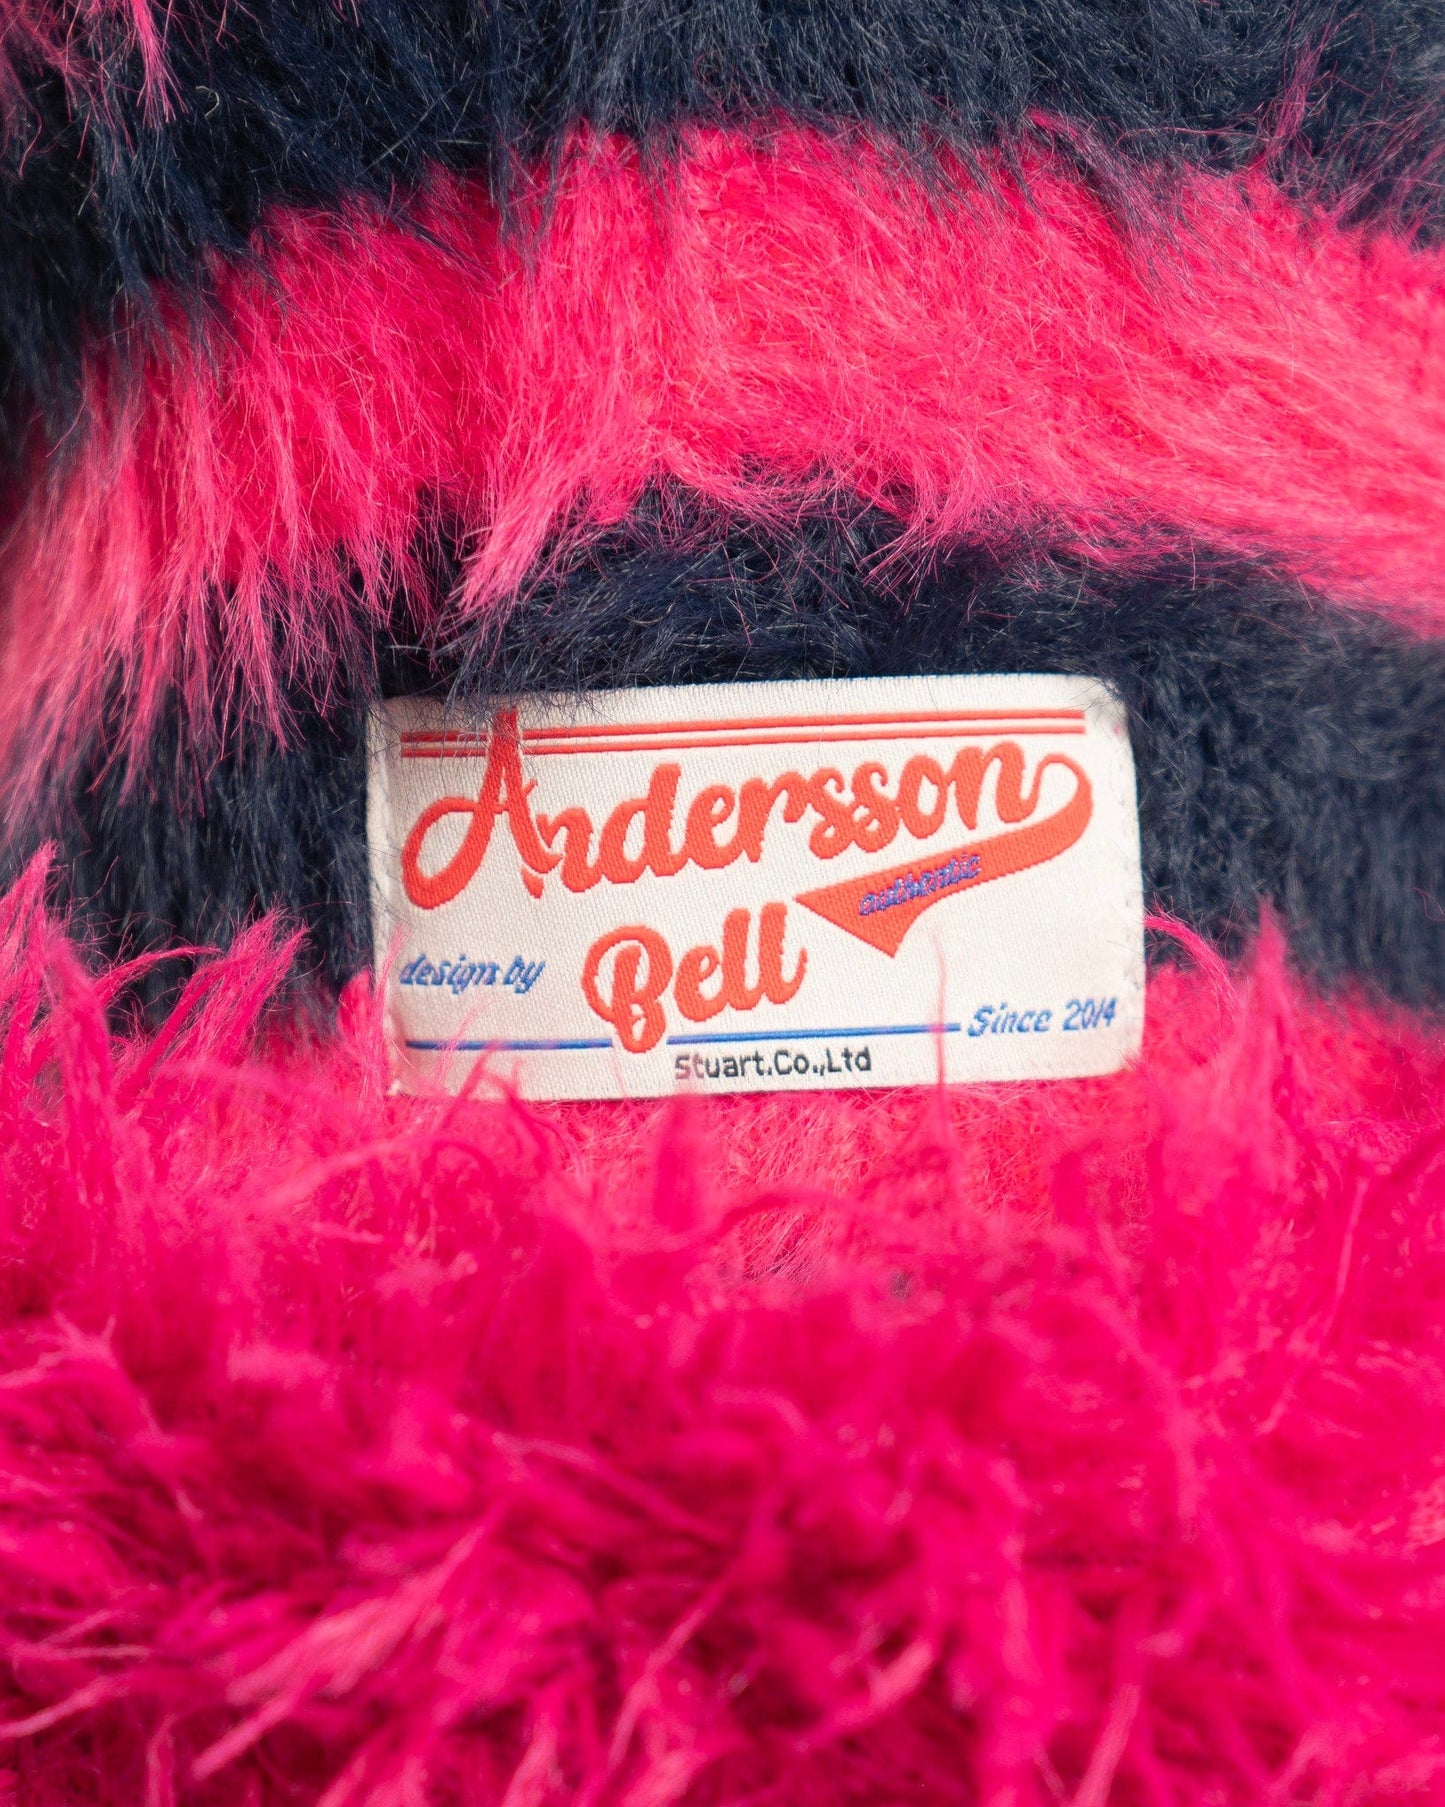 Andersson
authentic
Bell
design by
Since 2014
Stuart.Co.,Ltd